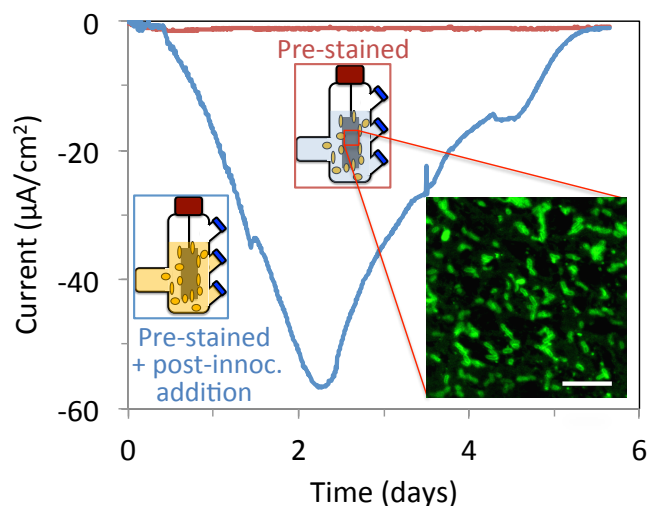 0
-20
-40
-60
Current (µA/cm²)
Pre-stained
Pre-stained
+ post-innoc.
addition
0
2
4
6
Time (days)